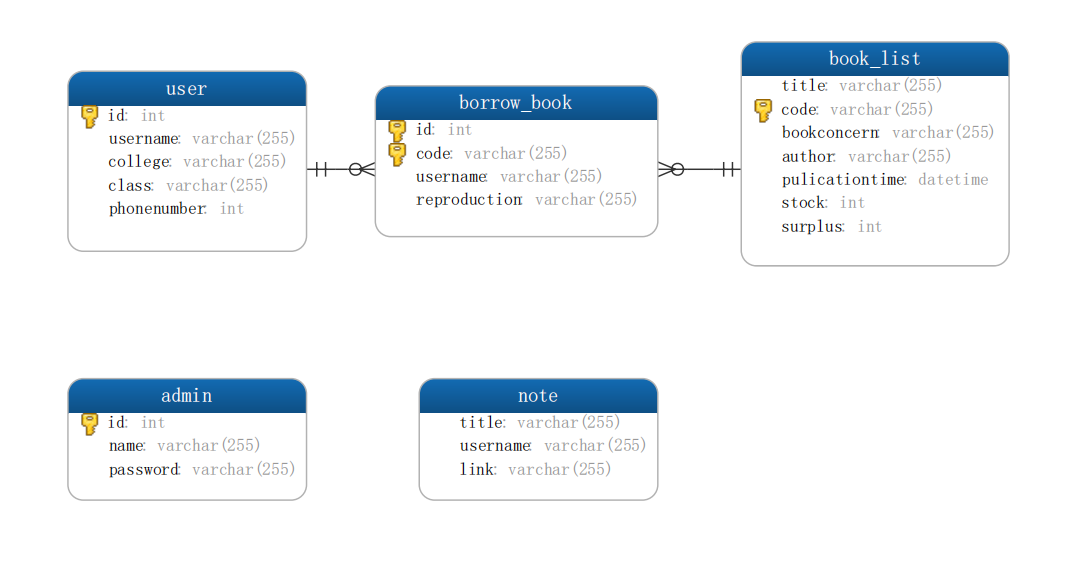 user
id: int
username: varchar(255)
college: varchar(255)
class: varchar(255)
phonenumber: int
borrow_book
id: int
code: varchar(255)
username: varchar(255)
reproduction: varchar(255)
book_list
title: varchar(255)
code: varchar(255)
bookconcern: varchar(255)
author: varchar(255)
pulicationtime: datetime
stock: int
surplus: int
admin
id: int
name: varchar(255)
password: varchar(255)
note
title: varchar(255)
username: varchar(255)
link: varchar(255)